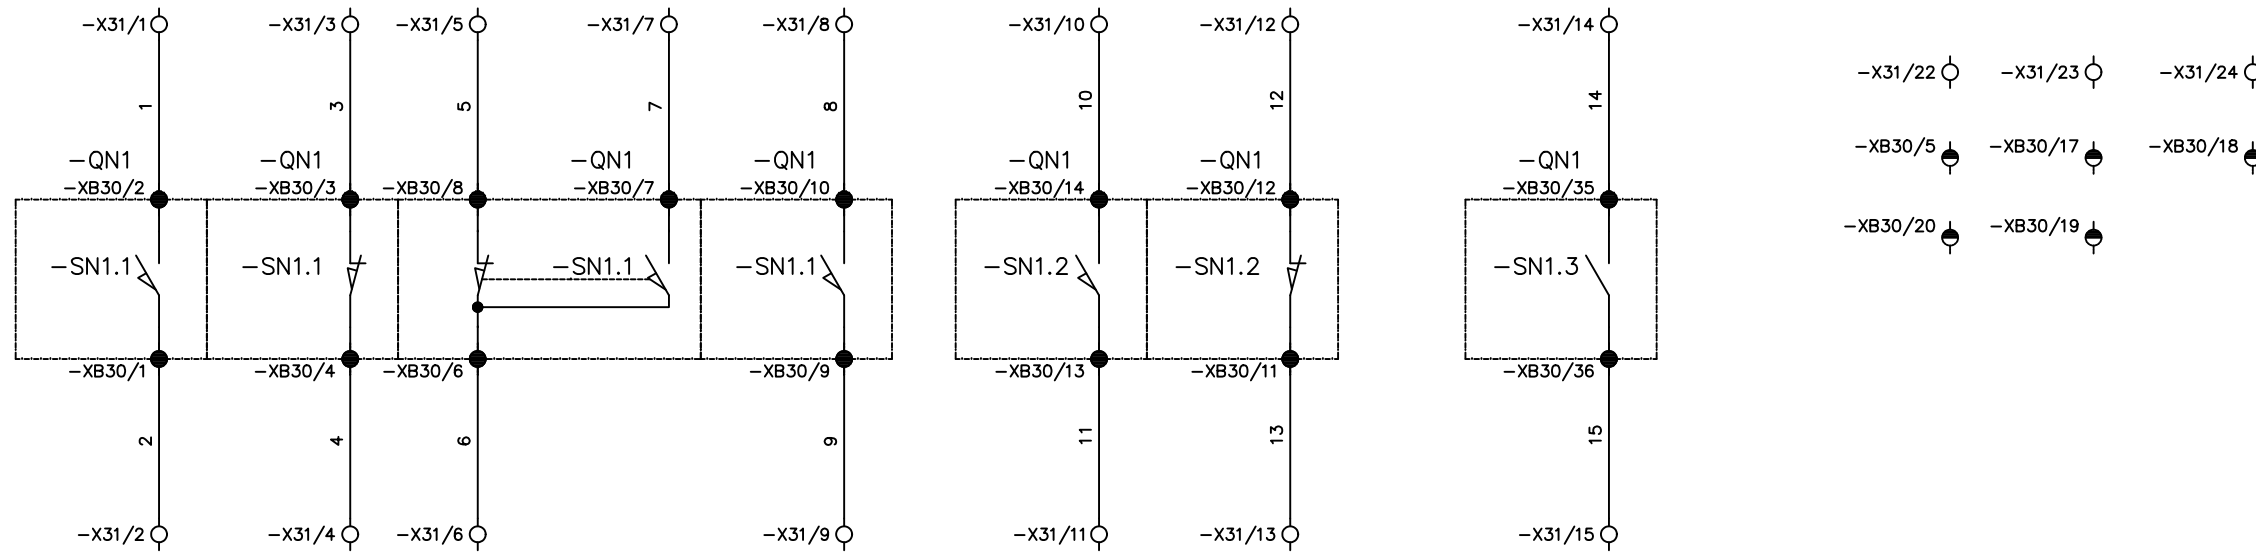 -X31/1 -X31/3 -X31/5 -X31/7 -X31/8 -X31/10 -X31/12 -X31/14
-X31/22 -X31/23 -X31/24
1 3 5 7 8 10 12 14
-XB30/5 -XB30/17 -XB30/18
-QN1 -QN1 -QN1 -QN1 -QN1 -QN1 -QN1
-XB30/2 -XB30/3 -XB30/8 -XB30/7 -XB30/10 -XB30/14 -XB30/12 -XB30/35
-XB30/20 -XB30/19
-SN1.1 -SN1.1 -SN1.1 -SN1.1 -SN1.2 -SN1.2 -SN1.3
-XB30/1 -XB30/4 -XB30/6 -XB30/9 -XB30/13 -XB30/11 -XB30/36
2 4 6 9 11 13 15
-X31/2 -X31/4 -X31/6 -X31/9 -X31/11 -X31/13 -X31/15